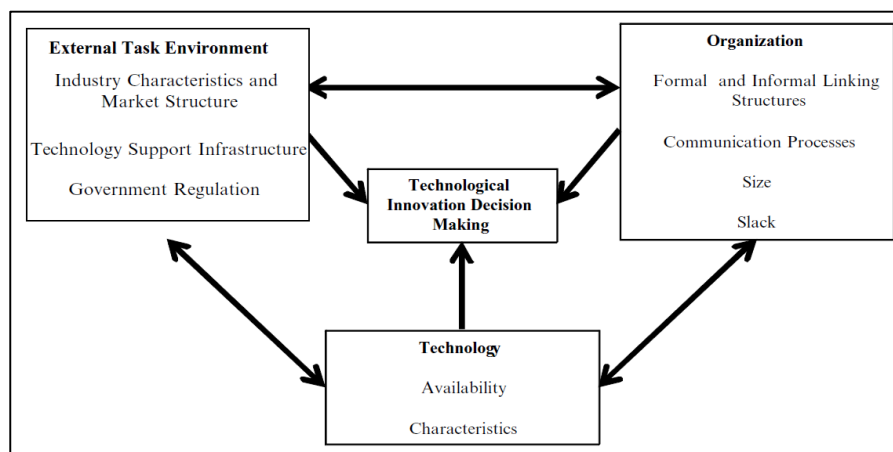 External Task Environment
Industry Characteristics and
Market Structure
Technology Support Infrastructure
Government Regulation
Organization
Formal and Informal Linking
Structures
Communication Processes
Size
Slack
Technological
Innovation Decision
Making
Technology
Availability
Characteristics